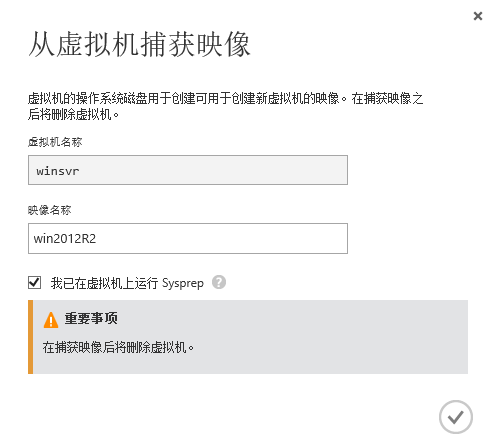 从虚拟机捕获映像
虚拟机的操作系统磁盘用于创建可用于创建新虚拟机的映像。在捕获映像之
后将删除虚拟机。
虚拟机名称
winsvr
映像名称
win2012R2
我已在虚拟机上运行 Sysprep ?
重要事项
在捕获映像后将删除虚拟机。